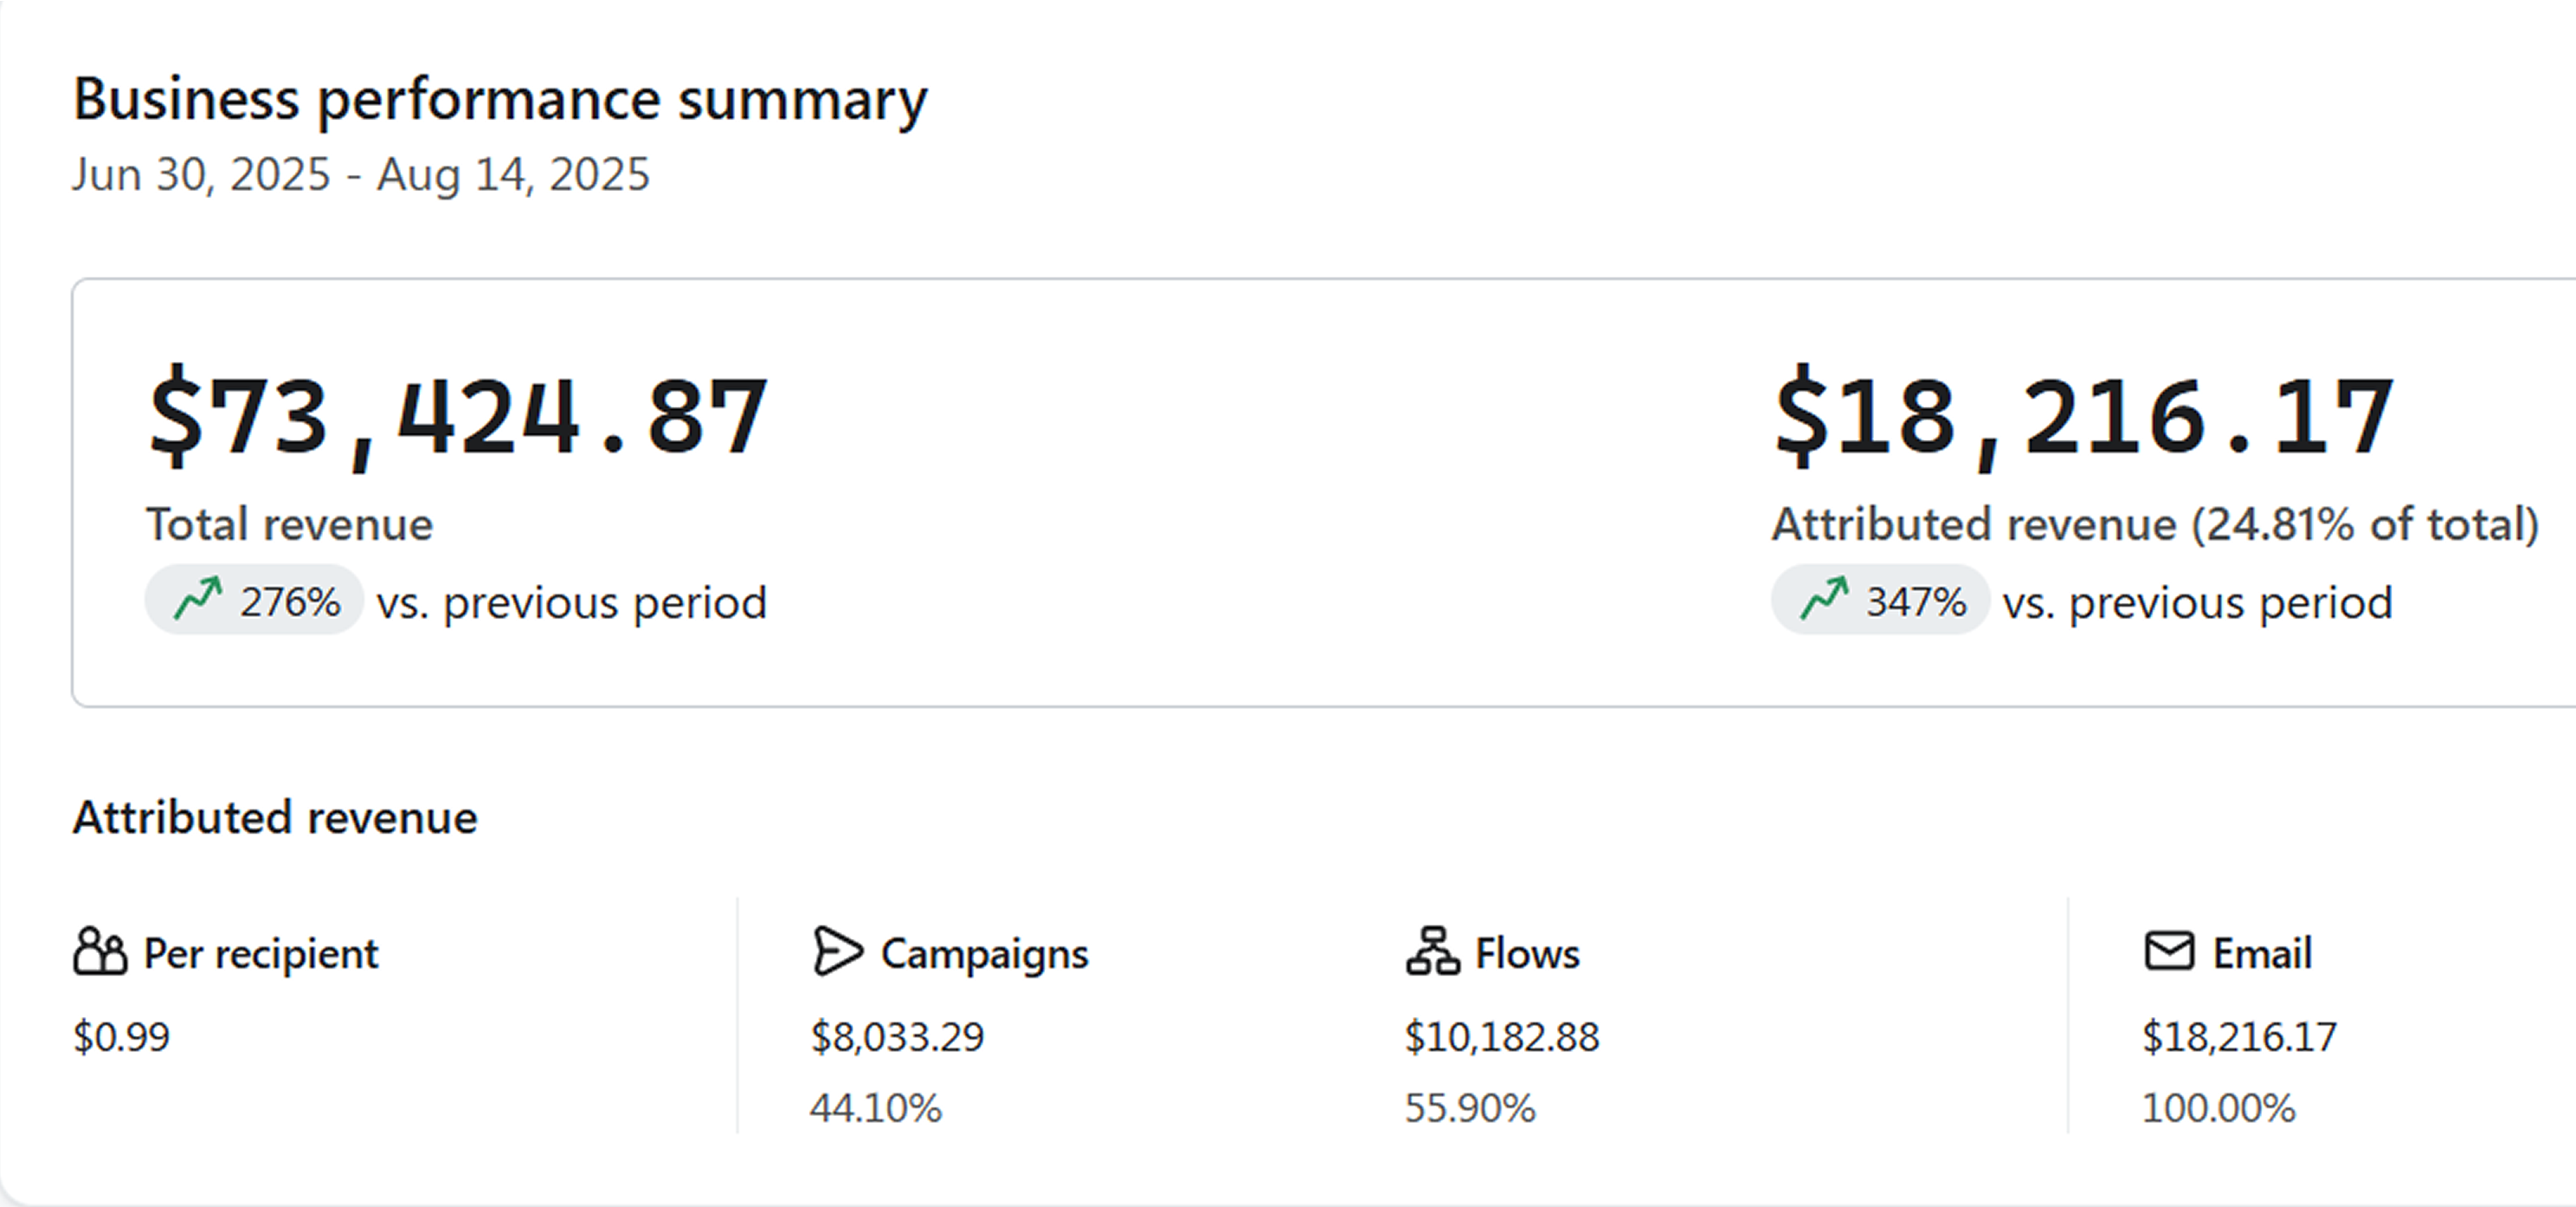 Business performance summary
Jun 30, 2025 - Aug 14, 2025
$73,424.87
Total revenue
276% vs. previous period
$18,216.17
Attributed revenue (24.81% of total)
347% vs. previous period
Attributed revenue
Per recipient
$0.99
Campaigns
$8,033.29
44.10%
Flows
$10,182.88
55.90%
Email
$18,216.17
100.00%